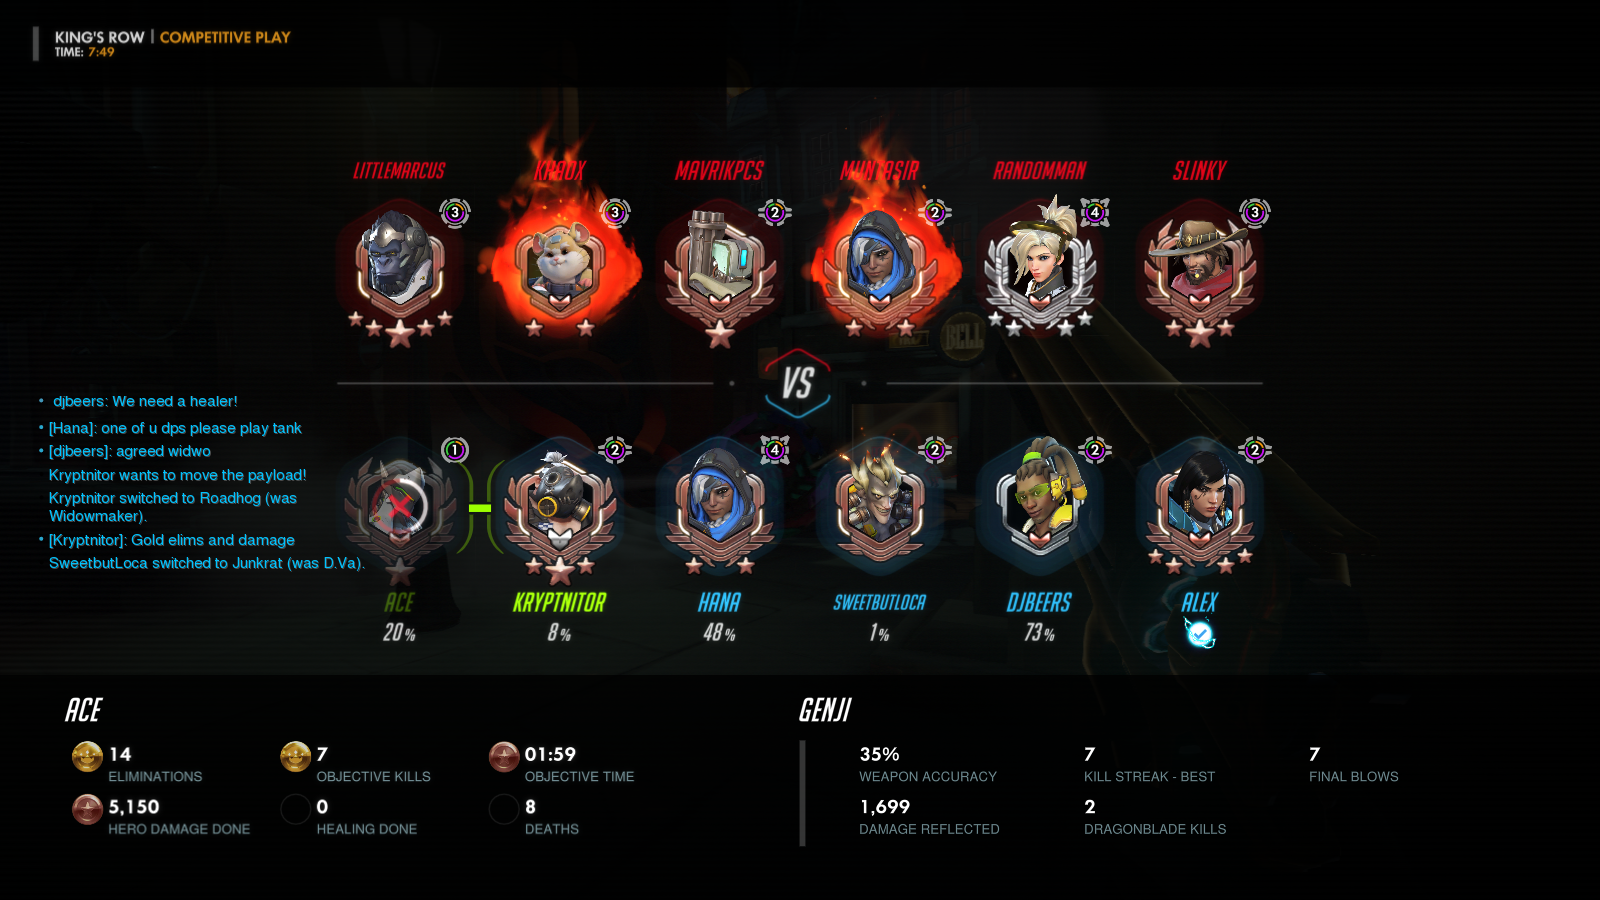 KING'S ROW | COMPETITIVE PLAY
TIME: 7:49
LITTLEMARCUS
MAVRIKPCS
MUNTASIR
RANDOMMAN
SLINKY
3
3
2
2
4
3
BELL
VS
• djbeers: We need a healer!
• [Hana]: one of u dps please play tank
• [djbeers]: agreed widwo
Kryptnitor wants to move the payload!
Kryptnitor switched to Roadhog (was
Widowmaker).
• [Kryptnitor]: Gold elims and damage
SweetbutLoca switched to Junkrat (was D.Va).
1
2
4
2
2
2
ACE
KRYPTNITOR
HANA
SWEETBUTLOCA
DJBEERS
ALEX
20%
8%
48%
1%
73%
ACE
14
ELIMINATIONS
7
OBJECTIVE KILLS
01:59
OBJECTIVE TIME
5,150
HERO DAMAGE DONE
0
HEALING DONE
8
DEATHS
GENJI
35%
WEAPON ACCURACY
7
KILL STREAK - BEST
7
FINAL BLOWS
1,699
DAMAGE REFLECTED
2
DRAGONBLADE KILLS